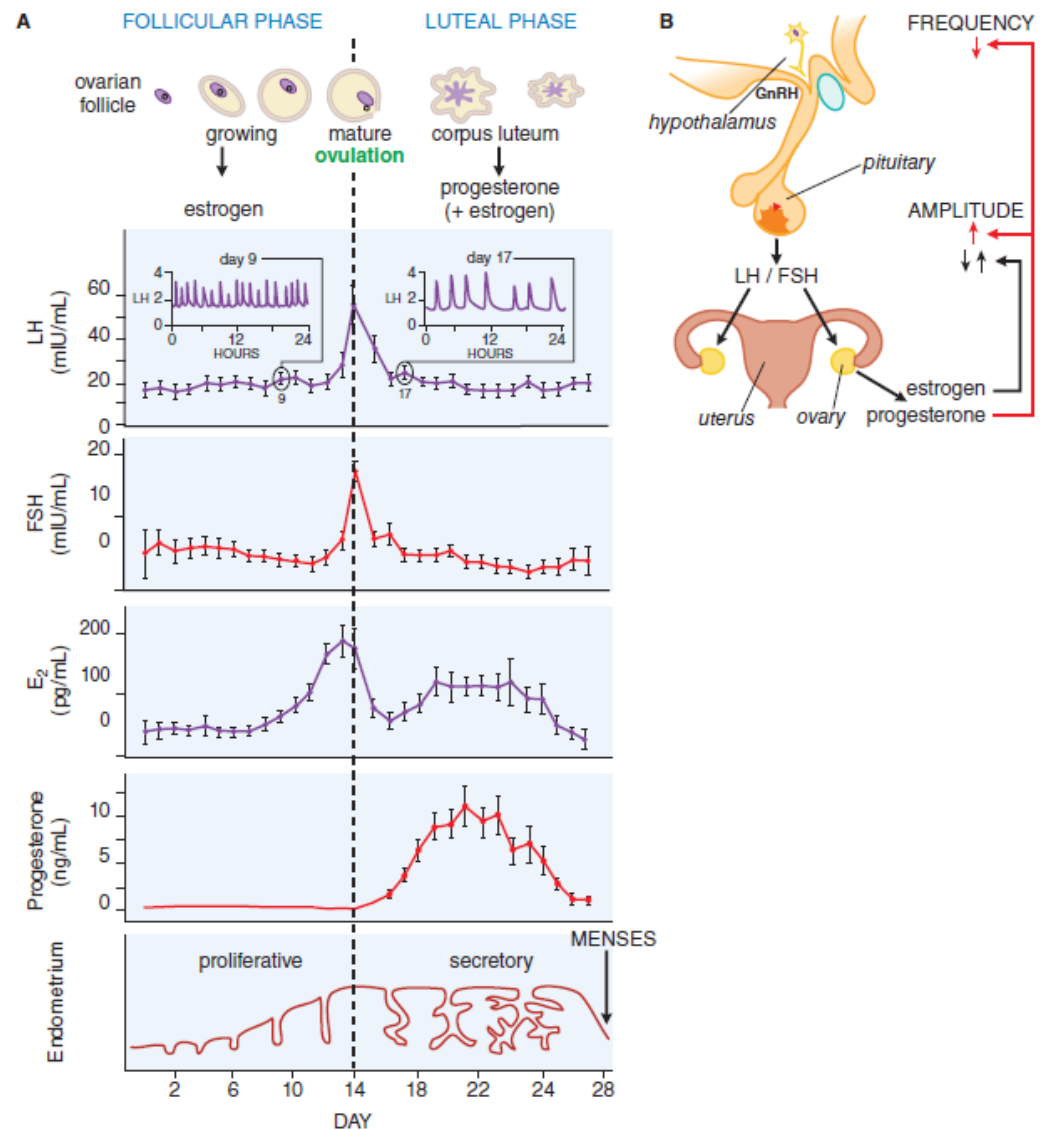 A
FOLLICULAR PHASE
LUTEAL PHASE
ovarian
follicle
growing
mature
ovulation
corpus luteum
estrogen
progesterone
(+ estrogen)
LH
(mIU/mL)
60
40
20
0
day 9
4
LH 2
0
0
12
24
HOURS
day 17
4
LH 2
0
0
12
24
HOURS
9
17
FSH
(mIU/mL)
20
10
0
E2
(pg/mL)
200
100
0
Progesterone
(ng/mL)
10
5
0
Endometrium
proliferative
secretory
MENSES
2
6
10
14
18
22
24
28
DAY
B
FREQUENCY
GnRH
hypothalamus
pituitary
AMPLITUDE
LH / FSH
uterus
ovary
estrogen
progesterone